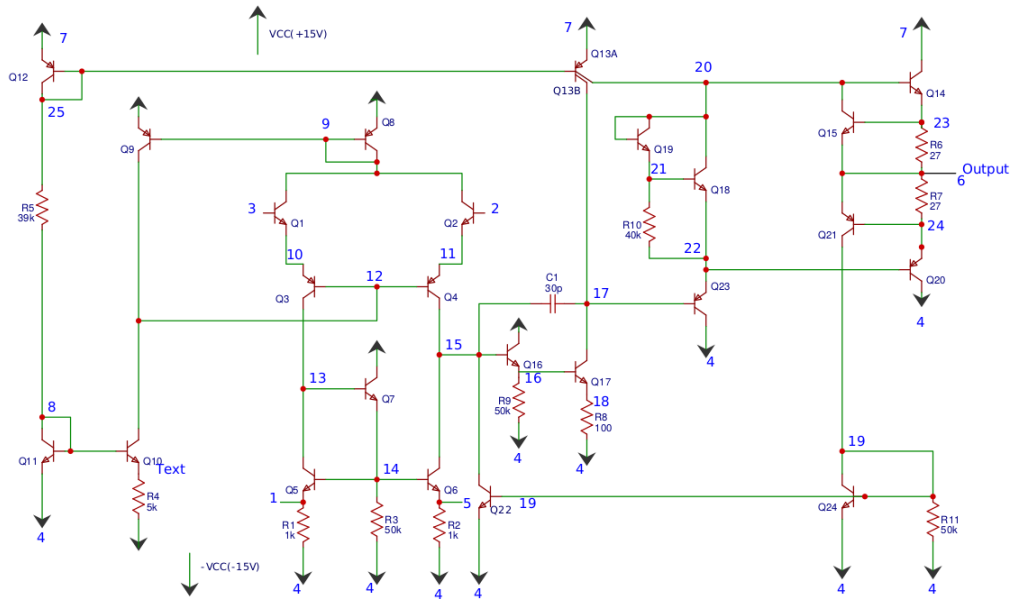 VCC(+15V)
7
7
7
Q12
Q13A
Q13B
20
Q14
25
Q9
9
Q8
Q15
23
Q19
R6
27
21
Q18
Output
6
R5
39k
3
Q1
2
Q2
R10
40k
R7
27
24
Q21
10
11
22
Q20
Q3
12
Q4
C1
30p
17
Q23
4
15
4
Q16
16
Q17
13
Q7
R9
50k
18
R8
100
8
4
4
19
Q11
Q10
Text
14
R4
5k
Q5
Q6
1
5
Q22
19
Q24
R1
1k
R3
50k
R2
1k
R11
50k
4
-VCC(-15V)
4
4
4
4
4
4